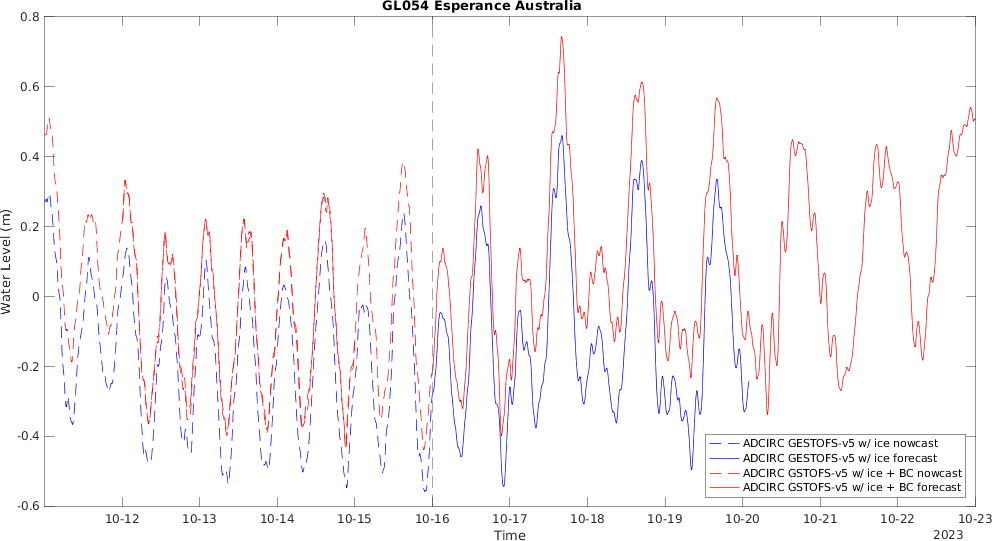 GL054 Esperance Australia
Water Level (m)
0.8
0.6
0.4
0.2
0
-0.2
-0.4
-0.6
ADCIRC GESTOFS-v5 w/ ice nowcast
ADCIRC GESTOFS-v5 w/ ice forecast
ADCIRC GSTOFS-v5 w/ ice + BC nowcast
ADCIRC GSTOFS-v5 w/ ice + BC forecast
10-12 10-13 10-14 10-15 10-16 10-17 10-18 10-19 10-20 10-21 10-22 10-23
Time
2023